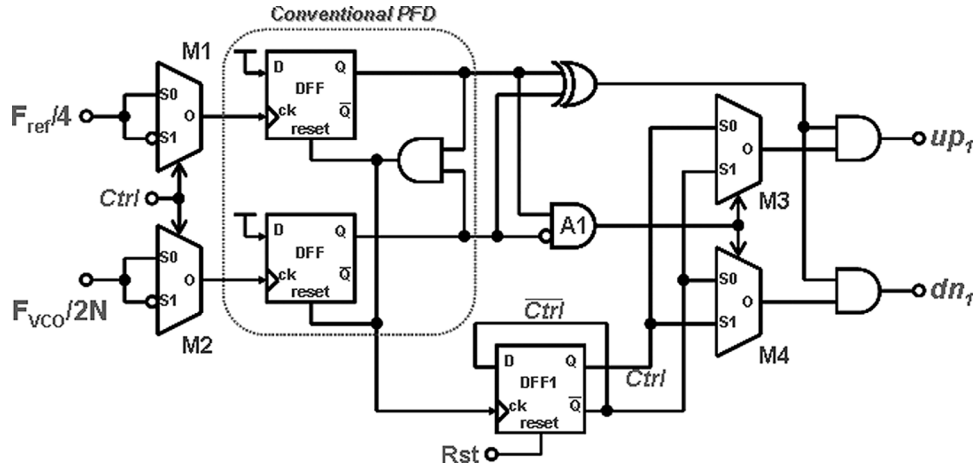 Conventional PFD
M1
S0
S1
O
F_ref/4
Ctrl
S0
S1
O
F_VCO/2N
M2
D
Q
DFF
ck
Q̅
reset
D
Q
DFF
ck
Q̅
reset
A1
C̅t̅r̅l̅
D
Q
DFF1
ck
Q̅
reset
Ctrl
Rst
S0
O
S1
M3
S0
O
S1
M4
up₁
dn₁